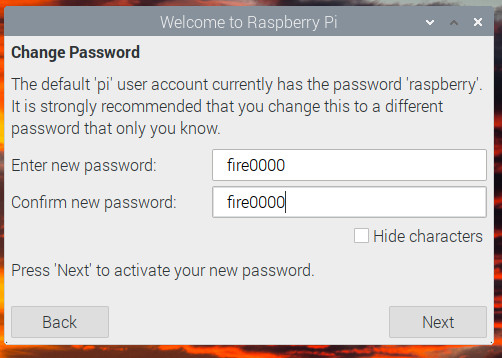 Welcome to Raspberry Pi
Change Password
The default 'pi' user account currently has the password 'raspberry'.
It is strongly recommended that you change this to a different
password that only you know.
Enter new password: fire0000
Confirm new password: fire0000
Hide characters
Press 'Next' to activate your new password.
Back Next